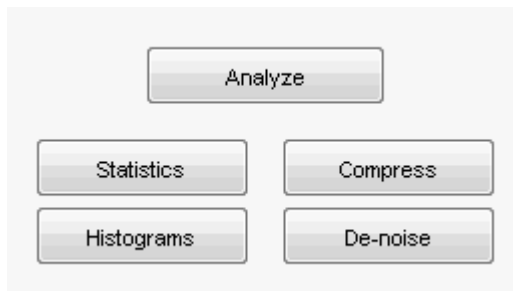 Analyze
Statistics
Compress
Histograms
De-noise